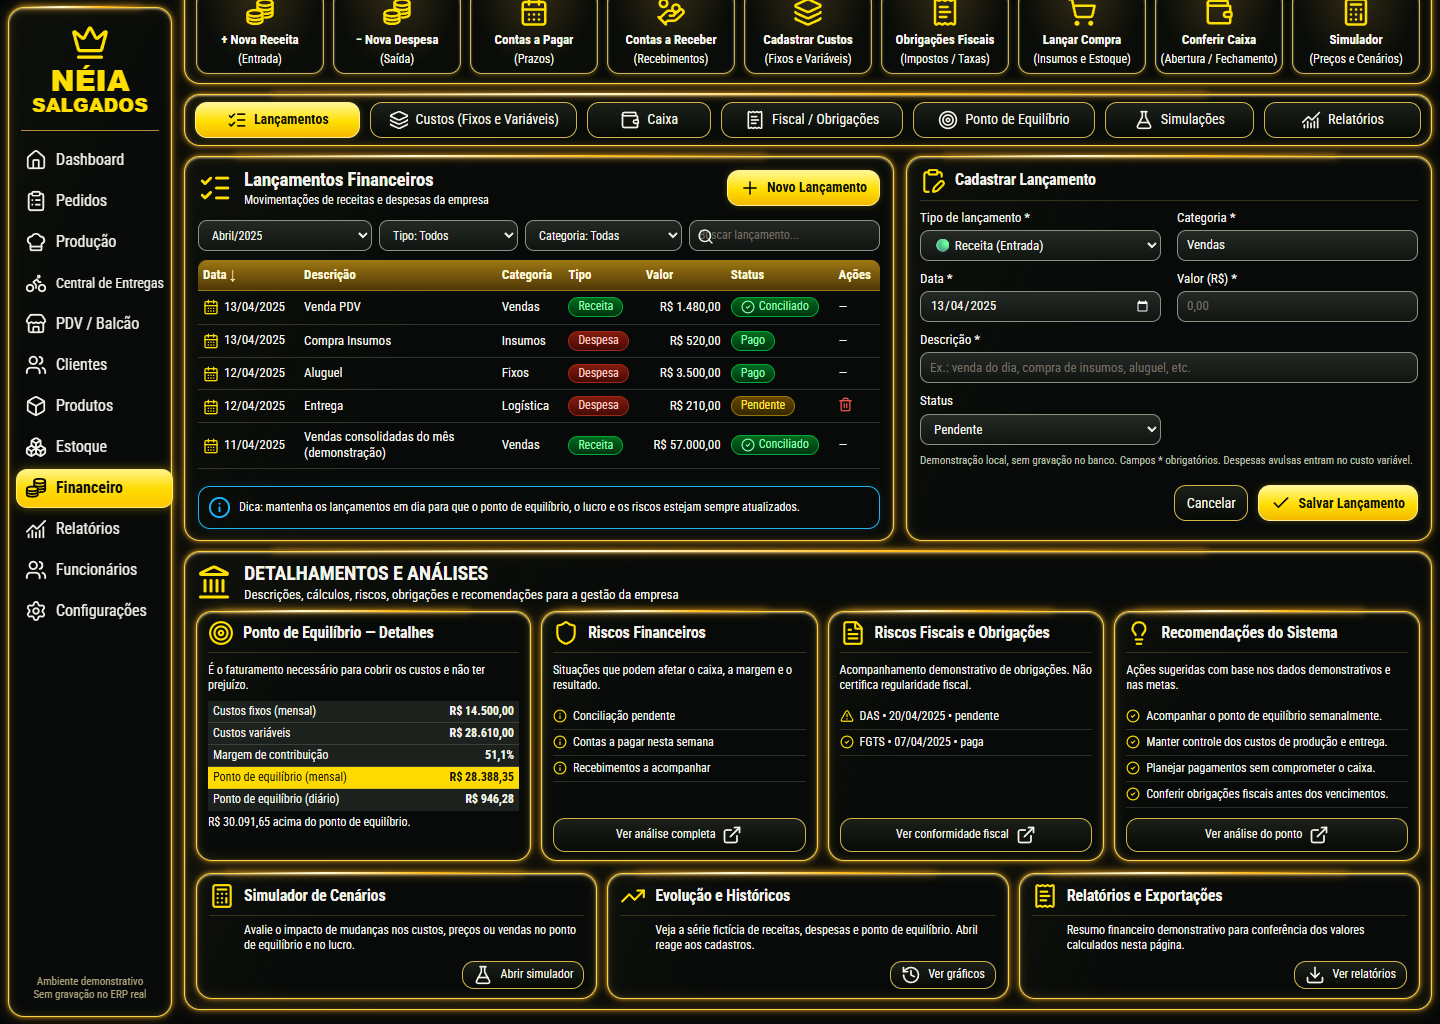 NÉIA
SALGADOS
Dashboard
Pedidos
Produção
Central de Entregas
PDV / Balcão
Clientes
Produtos
Estoque
Financeiro
Relatórios
Funcionários
Configurações
Ambiente demonstrativo
Sem gravação no ERP real
+ Nova Receita
(Entrada)
− Nova Despesa
(Saída)
Contas a Pagar
(Prazos)
Contas a Receber
(Recebimentos)
Cadastrar Custos
(Fixos e Variáveis)
Obrigações Fiscais
(Impostos / Taxas)
Lançar Compra
(Insumos e Estoque)
Conferir Caixa
(Abertura / Fechamento)
Simulador
(Preços e Cenários)
Lançamentos
Custos (Fixos e Variáveis)
Caixa
Fiscal / Obrigações
Ponto de Equilíbrio
Simulações
Relatórios
Lançamentos Financeiros
Movimentações de receitas e despesas da empresa
Novo Lançamento
Abril/2025
Tipo: Todos
Categoria: Todas
Buscar lançamento...
Data ↓ Descrição Categoria Tipo Valor Status Ações
13/04/2025 Venda PDV Vendas Receita R$ 1.480,00 Conciliado —
13/04/2025 Compra Insumos Insumos Despesa R$ 520,00 Pago —
12/04/2025 Aluguel Fixos Despesa R$ 3.500,00 Pago —
12/04/2025 Entrega Logística Despesa R$ 210,00 Pendente
11/04/2025 Vendas consolidadas do mês (demonstração) Vendas Receita R$ 57.000,00 Conciliado —
Dica: mantenha os lançamentos em dia para que o ponto de equilíbrio, o lucro e os riscos estejam sempre atualizados.
Cadastrar Lançamento
Tipo de lançamento *
Receita (Entrada)
Categoria *
Vendas
Data *
13/04/2025
Valor (R$) *
0,00
Descrição *
Ex.: venda do dia, compra de insumos, aluguel, etc.
Status
Pendente
Demonstração local, sem gravação no banco. Campos * obrigatórios. Despesas avulsas entram no custo variável.
Cancelar
Salvar Lançamento
DETALHAMENTOS E ANÁLISES
Descrições, cálculos, riscos, obrigações e recomendações para a gestão da empresa
Ponto de Equilíbrio — Detalhes
É o faturamento necessário para cobrir os custos e não ter
prejuízo.
Custos fixos (mensal) R$ 14.500,00
Custos variáveis R$ 28.610,00
Margem de contribuição 51,1%
Ponto de equilíbrio (mensal) R$ 28.388,35
Ponto de equilíbrio (diário) R$ 946,28
R$ 30.091,65 acima do ponto de equilíbrio.
Riscos Financeiros
Situações que podem afetar o caixa, a margem e o
resultado.
Conciliação pendente
Contas a pagar nesta semana
Recebimentos a acompanhar
Ver análise completa
Riscos Fiscais e Obrigações
Acompanhamento demonstrativo de obrigações. Não
certifica regularidade fiscal.
DAS • 20/04/2025 • pendente
FGTS • 07/04/2025 • paga
Ver conformidade fiscal
Recomendações do Sistema
Ações sugeridas com base nos dados demonstrativos e
nas metas.
Acompanhar o ponto de equilíbrio semanalmente.
Manter controle dos custos de produção e entrega.
Planejar pagamentos sem comprometer o caixa.
Conferir obrigações fiscais antes dos vencimentos.
Ver análise do ponto
Simulador de Cenários
Avalie o impacto de mudanças nos custos, preços ou vendas no ponto
de equilíbrio e no lucro.
Abrir simulador
Evolução e Históricos
Veja a série fictícia de receitas, despesas e ponto de equilíbrio. Abril
reage aos cadastros.
Ver gráficos
Relatórios e Exportações
Resumo financeiro demonstrativo para conferência dos valores
calculados nesta página.
Ver relatórios